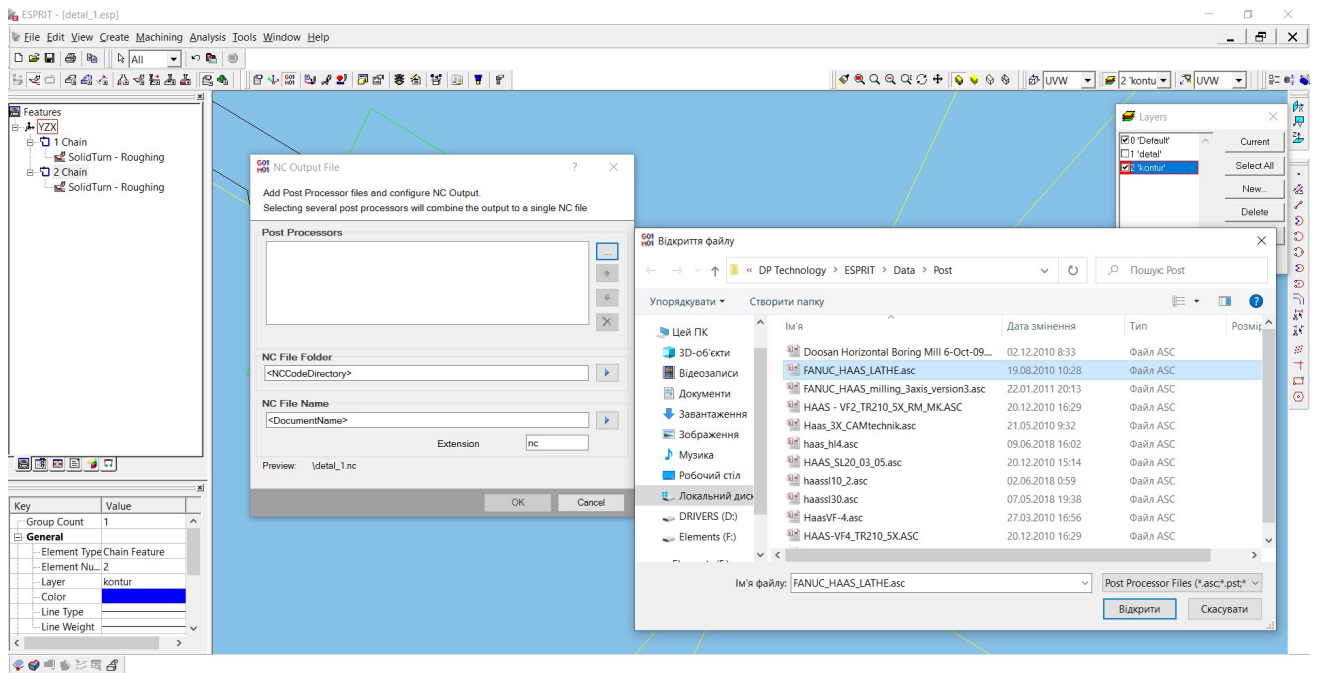 ESPRIT - [detal_1.esp]
File Edit View Create Machining Analysis Tools Window Help
All
UVW
2 'kontu
UVW
Features
YZX
1 Chain
SolidTurn - Roughing
2 Chain
SolidTurn - Roughing
Layers
0 'Default'
1 'detal'
2 'kontur'
Current
Select All
New...
Delete
NC Output File
Add Post Processor files and configure NC Output.
Selecting several post processors will combine the output to a single NC file
Post Processors
...
NC File Folder
<NCCodeDirectory>
NC File Name
<DocumentName>
Extension nc
Preview: \detal_1.nc
OK Cancel
Відкриття файлу
« DP Technology > ESPRIT > Data > Post
Пошук: Post
Упорядкувати Створити папку
Цей ПК
3D-об'єкти
Відеозаписи
Документи
Завантаження
Зображення
Музика
Робочий стіл
Локальний диск
DRIVERS (D:)
Elements (F:)
Ім'я Дата змінення Тип Розмір
Doosan Horizontal Boring Mill 6-Oct-09.... 02.12.2010 8:33 Файл ASC
FANUC_HAAS_LATHE.asc 19.08.2010 10:28 Файл ASC
FANUC_HAAS_milling_3axis_version3.asc 22.01.2011 20:13 Файл ASC
HAAS - VF2_TR210_5X_RM_MK.ASC 20.12.2010 16:29 Файл ASC
Haas_3X_CAMtechnik.asc 21.05.2010 9:32 Файл ASC
haas_hl4.asc 09.06.2018 16:02 Файл ASC
HAAS_SL20_03_05.asc 20.12.2010 15:14 Файл ASC
haassl10_2.asc 02.06.2018 0:59 Файл ASC
haassl30.asc 07.05.2018 19:38 Файл ASC
HaasVF-4.asc 27.03.2010 16:56 Файл ASC
HAAS-VF4_TR210_5X.ASC 20.12.2010 16:29 Файл ASC
Ім'я файлу: FANUC_HAAS_LATHE.asc
Post Processor Files (*.asc;*.pst;*
Відкрити Скасувати
Key Value
Group Count 1
General
Element Type Chain Feature
Element Nu... 2
Layer kontur
Color
Line Type
Line Weight